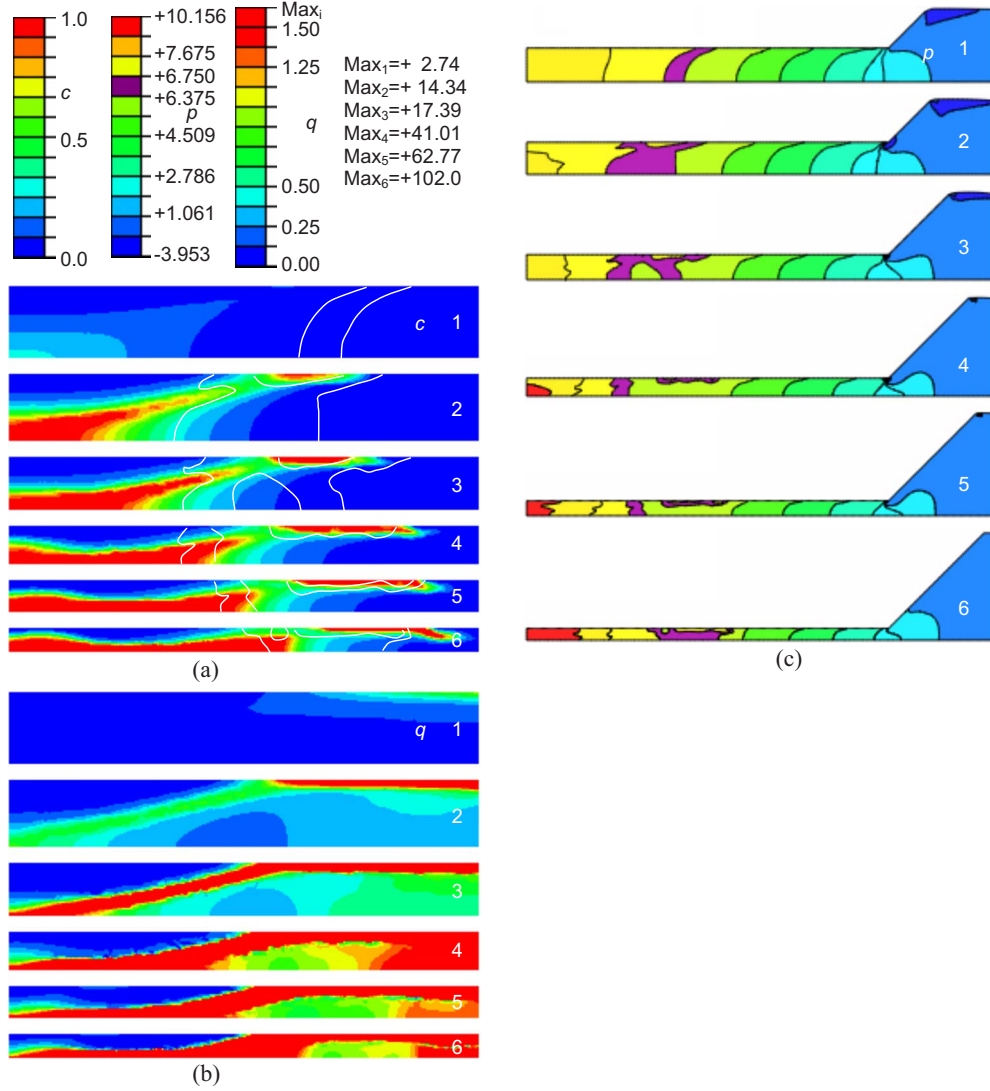 1.0
c
0.5
0.0
+10.156
+7.675
+6.750
+6.375
p
+4.509
+2.786
+1.061
-3.953
Maxi
1.50
1.25
q
0.50
0.25
0.00
Max1=+ 2.74
Max2=+ 14.34
Max3=+17.39
Max4=+41.01
Max5=+62.77
Max6=+102.0
c 1
2
3
4
5
6
(a)
q 1
2
3
4
5
6
(b)
p 1
2
3
4
5
6
(c)